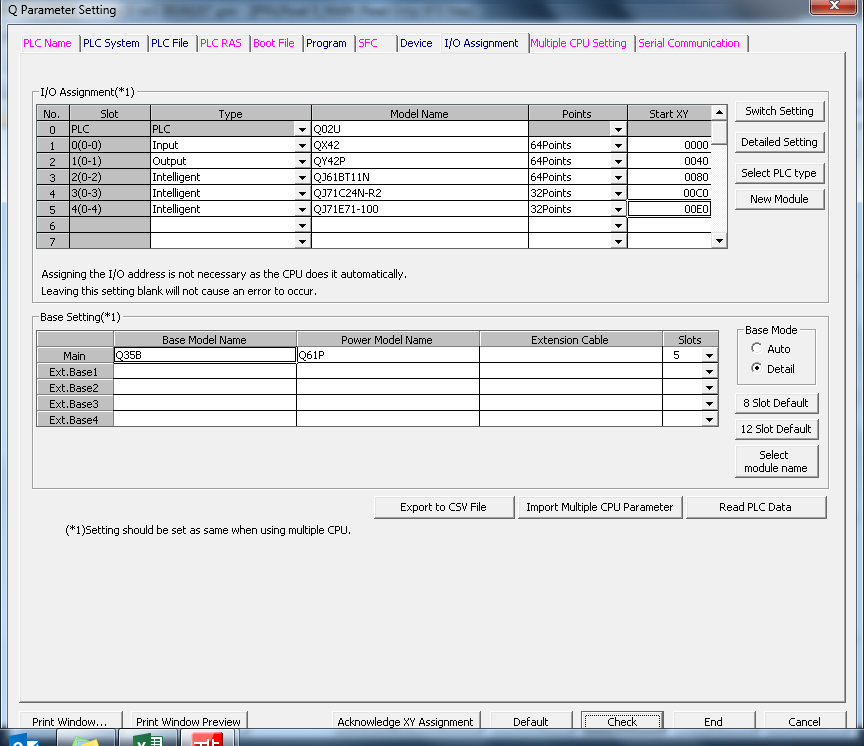 Q Parameter Setting
PLC Name PLC System PLC File PLC RAS Boot File Program SFC Device I/O Assignment Multiple CPU Setting Serial Communication
I/O Assignment(*1)
No. Slot Type Model Name Points Start XY
0 PLC PLC Q02U
1 0(0-0) Input QX42 64Points 0000
2 1(0-1) Output QY42P 64Points 0040
3 2(0-2) Intelligent QJ61BT11N 64Points 0080
4 3(0-3) Intelligent QJ71C24N-R2 32Points 00C0
5 4(0-4) Intelligent QJ71E71-100 32Points 00E0
6
7
Switch Setting
Detailed Setting
Select PLC type
New Module
Assigning the I/O address is not necessary as the CPU does it automatically.
Leaving this setting blank will not cause an error to occur.
Base Setting(*1)
Base Model Name Power Model Name Extension Cable Slots
Main Q35B Q61P 5
Ext.Base1
Ext.Base2
Ext.Base3
Ext.Base4
Base Mode
Auto
Detail
8 Slot Default
12 Slot Default
Select
module name
Export to CSV File Import Multiple CPU Parameter Read PLC Data
(*1)Setting should be set as same when using multiple CPU.
Print Window... Print Window Preview Acknowledge XY Assignment Default Check End Cancel